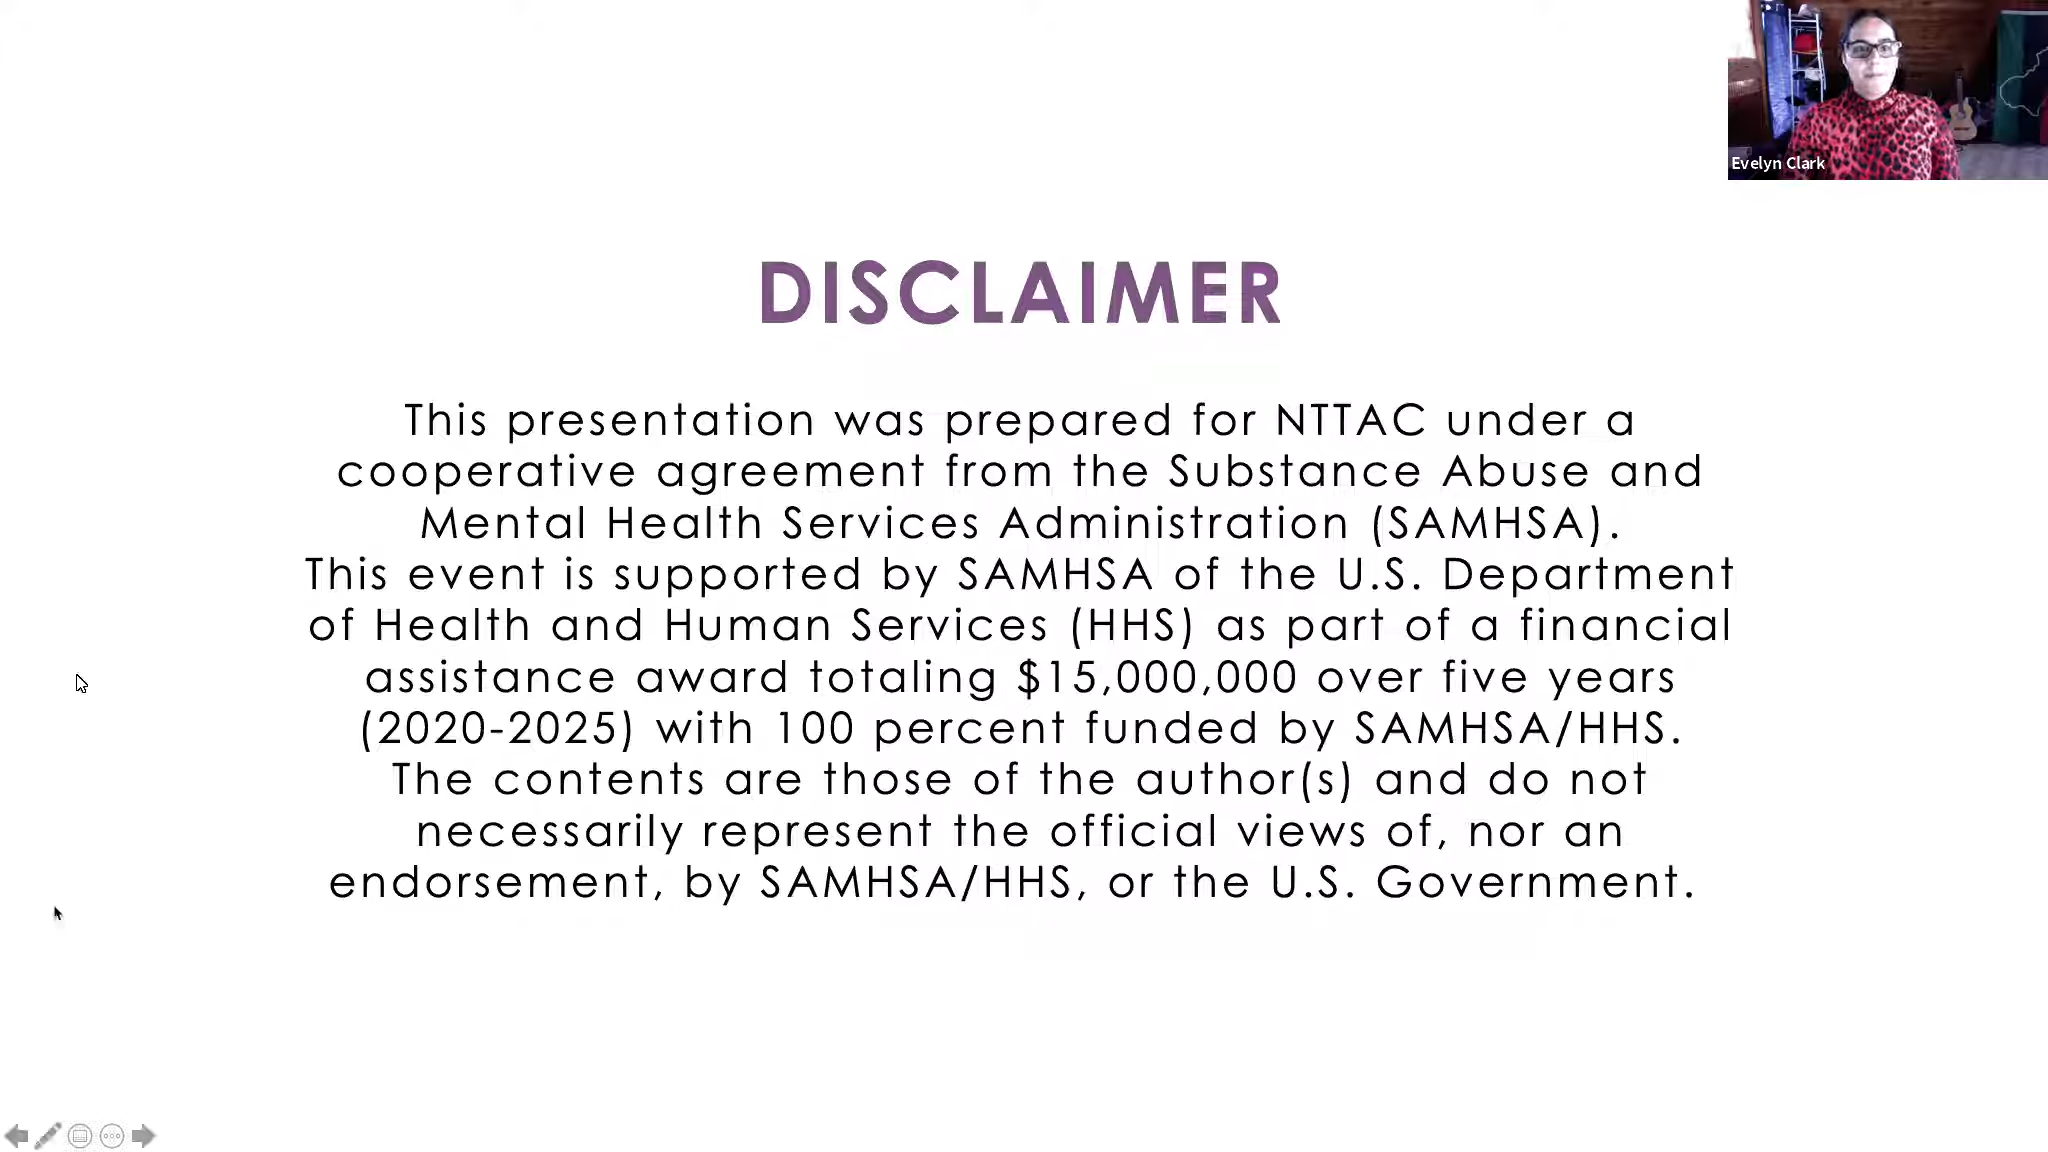 Evelyn Clark
DISCLAIMER
This presentation was prepared for NTTAC under a
cooperative agreement from the Substance Abuse and
Mental Health Services Administration (SAMHSA).
This event is supported by SAMHSA of the U.S. Department
of Health and Human Services (HHS) as part of a financial
assistance award totaling $15,000,000 over five years
(2020-2025) with 100 percent funded by SAMHSA/HHS.
The contents are those of the author(s) and do not
necessarily represent the official views of, nor an
endorsement, by SAMHSA/HHS, or the U.S. Government.